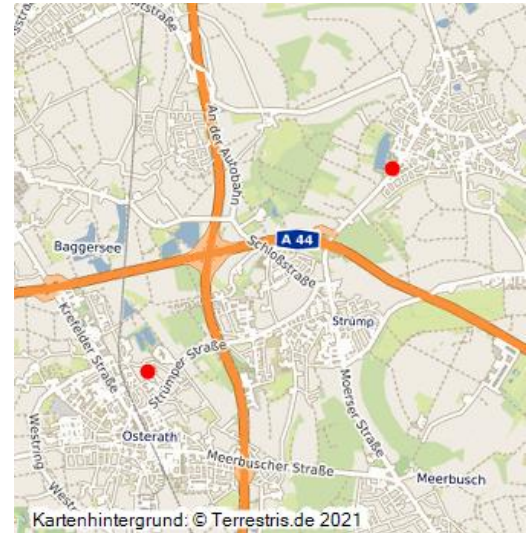 An der Autobahn
A 44
Schloßstraße
Baggersee
Strümp
Krefelder Straße
Strümper Straße
Moerser Straße
Westring
Osterath
Meerbuscher Straße
Meerbusch
Kartenhintergrund: © Terrestris.de 2021